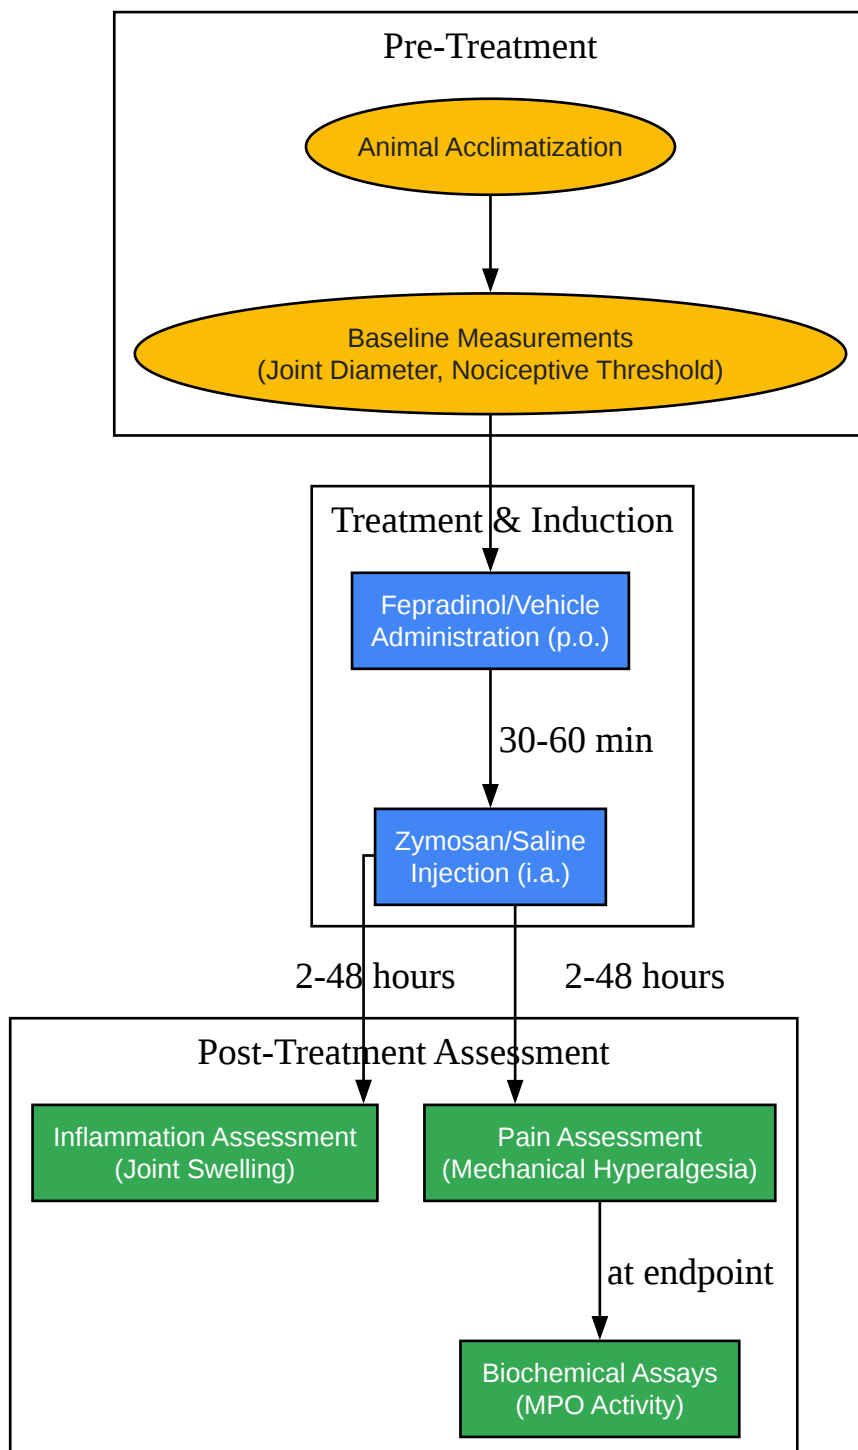 Pre-Treatment
Animal Acclimatization
Baseline Measurements
(Joint Diameter, Nociceptive Threshold)
Treatment & Induction
Fepradinol/Vehicle
Administration (p.o.)
30-60 min
Zymosan/Saline
Injection (i.a.)
2-48 hours
2-48 hours
Post-Treatment Assessment
Inflammation Assessment
(Joint Swelling)
Pain Assessment
(Mechanical Hyperalgesia)
at endpoint
Biochemical Assays
(MPO Activity)